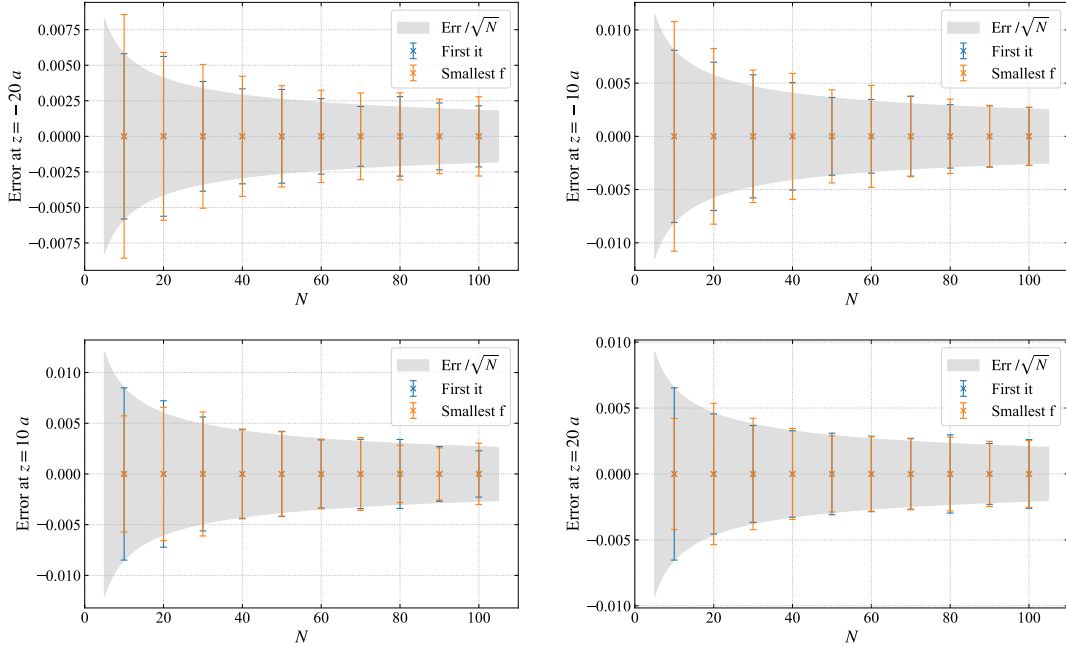 0.0075
0.0050
0.0025
0.0000
−0.0025
−0.0050
−0.0075
Error at z = − 20 a
0 20 40 60 80 100
N
Err /√N
First it
Smallest f
0.010
0.005
0.000
−0.005
−0.010
Error at z = − 10 a
0 20 40 60 80 100
N
Err /√N
First it
Smallest f
0.010
0.005
0.000
−0.005
−0.010
Error at z = 10 a
0 20 40 60 80 100
N
Err /√N
First it
Smallest f
0.010
0.005
0.000
−0.005
−0.010
Error at z = 20 a
0 20 40 60 80 100
N
Err /√N
First it
Smallest f